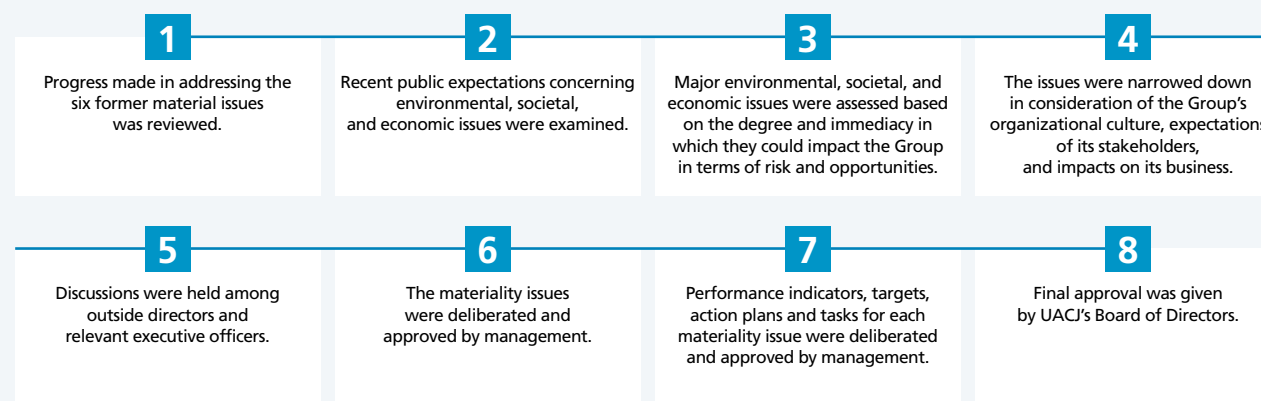 1
Progress made in addressing the
six former material issues
was reviewed.
2
Recent public expectations concerning
environmental, societal,
and economic issues were examined.
3
Major environmental, societal, and
economic issues were assessed based
on the degree and immediacy in
which they could impact the Group
in terms of risk and opportunities.
4
The issues were narrowed down
in consideration of the Group's
organizational culture, expectations
of its stakeholders,
and impacts on its business.
5
Discussions were held among
outside directors and
relevant executive officers.
6
The materiality issues
were deliberated and
approved by management.
7
Performance indicators, targets,
action plans and tasks for each
materiality issue were deliberated
and approved by management.
8
Final approval was given
by UACJ's Board of Directors.